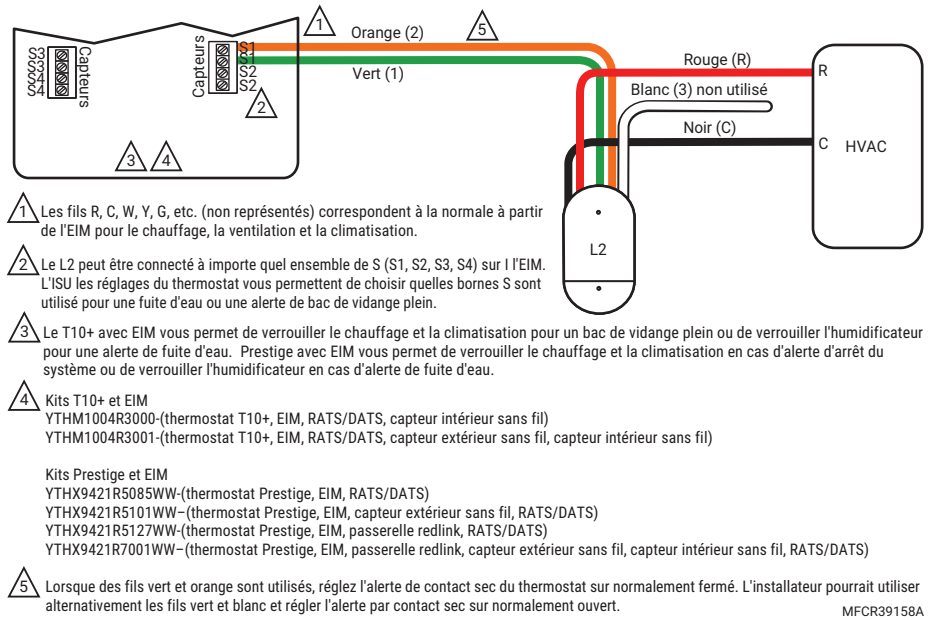 1
Orange (2)
5
S3
S3
S4
S4
Capteurs
Capteurs
S1
S1
S2
S2
Vert (1)
2
Rouge (R)
R
Blanc (3) non utilisé
Noir (C)
C
HVAC
3
4
L2
1 Les fils R, C, W, Y, G, etc. (non représentés) correspondent à la normale à partir
de l'EIM pour le chauffage, la ventilation et la climatisation.
2 Le L2 peut être connecté à importe quel ensemble de S (S1, S2, S3, S4) sur l l'EIM.
L'ISU les réglages du thermostat vous permettent de choisir quelles bornes S sont
utilisé pour une fuite d'eau ou une alerte de bac de vidange plein.
3 Le T10+ avec EIM vous permet de verrouiller le chauffage et la climatisation pour un bac de vidange plein ou de verrouiller l'humidificateur
pour une alerte de fuite d'eau. Prestige avec EIM vous permet de verrouiller le chauffage et la climatisation en cas d'alerte d'arrêt du
système ou de verrouiller l'humidificateur en cas d'alerte de fuite d'eau.
4 Kits T10+ et EIM
YTHM1004R3000-(thermostat T10+, EIM, RATS/DATS, capteur intérieur sans fil)
YTHM1004R3001-(thermostat T10+, EIM, RATS/DATS, capteur extérieur sans fil, capteur intérieur sans fil)
Kits Prestige et EIM
YTHX9421R5085WW-(thermostat Prestige, EIM, RATS/DATS)
YTHX9421R5101WW–(thermostat Prestige, EIM, capteur extérieur sans fil, RATS/DATS)
YTHX9421R5127WW-(thermostat Prestige, EIM, passerelle redlink, RATS/DATS)
YTHX9421R7001WW–(thermostat Prestige, EIM, passerelle redlink, capteur extérieur sans fil, capteur intérieur sans fil, RATS/DATS)
5 Lorsque des fils vert et orange sont utilisés, réglez l'alerte de contact sec du thermostat sur normalement fermé. L'installateur pourrait utiliser
alternativement les fils vert et blanc et régler l'alerte par contact sec sur normalement ouvert.
MFCR39158A